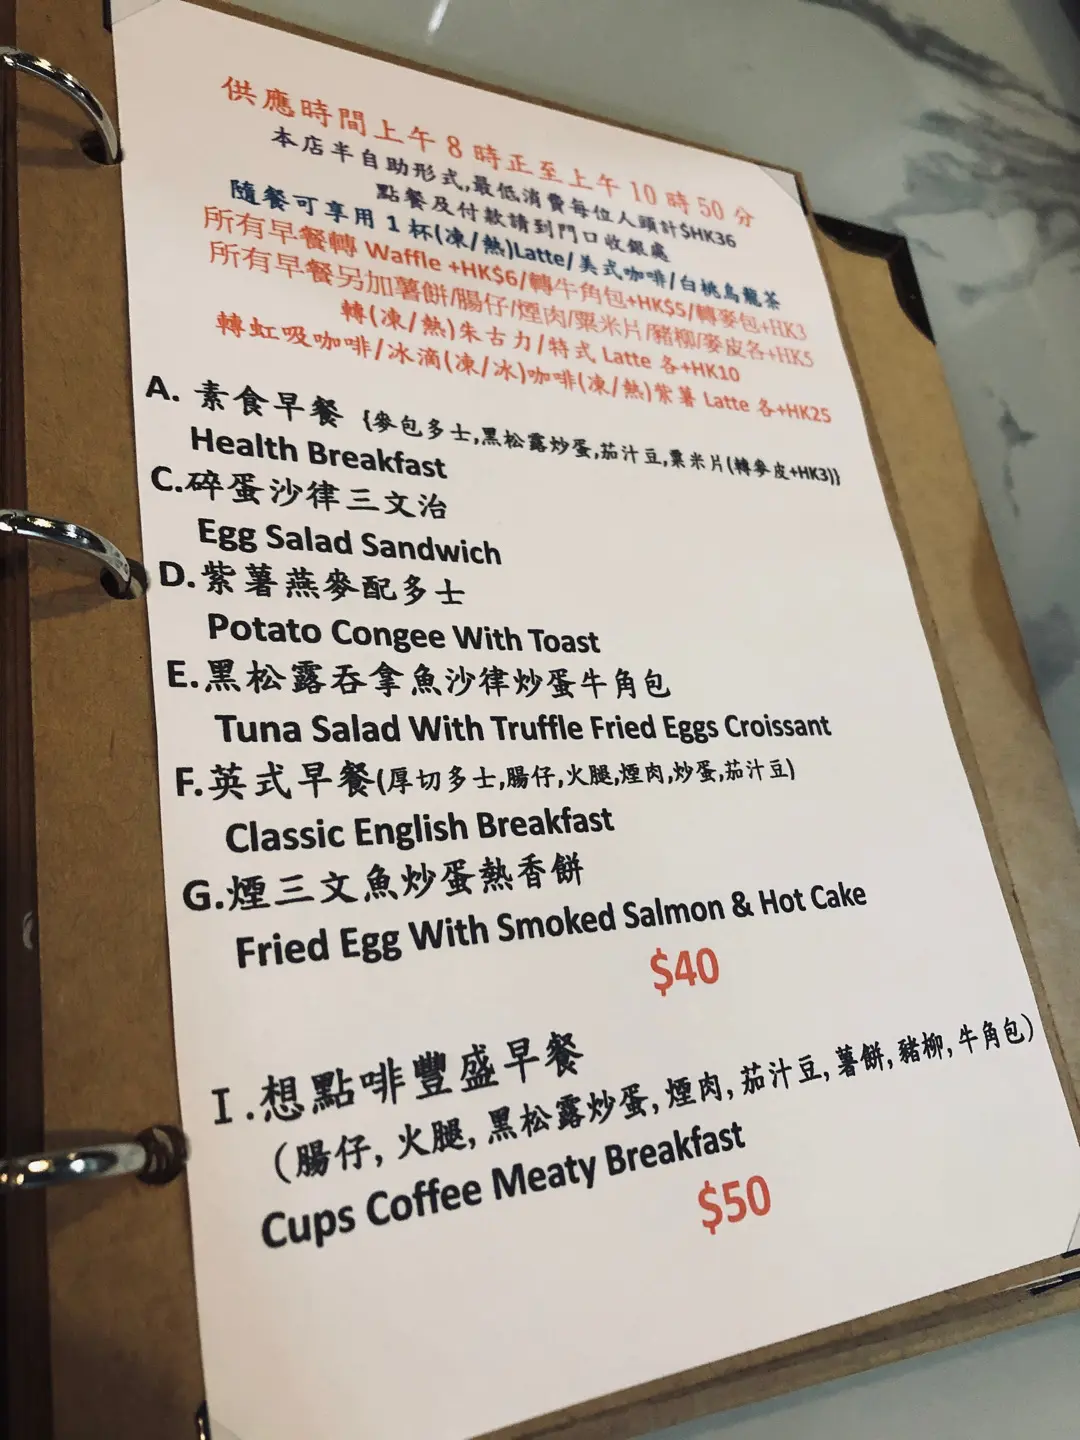 供應時間上午8時正至上午10時50分
本店半自助形式,最低消費每位人頭計$HK36
點餐及付款請到門口收銀處
隨餐可享用1杯(凍/熱)Latte/美式咖啡/白桃烏龍茶
所有早餐轉 Waffle +HK$6/轉牛角包+HK$5/轉麥包+HK3
所有早餐另加薯餅/腸仔/煙肉/粟米片/豬柳/麥皮各+HK5
轉(凍/熱)朱古力/特式 Latte 各+HK10
轉虹吸咖啡/冰滴(凍/冰)咖啡(凍/熱)紫薯 Latte 各+HK25
A. 素食早餐 {麥包多士,黑松露炒蛋,茄汁豆,粟米片(轉麥皮+HK3)}
Health Breakfast
C.碎蛋沙律三文治
Egg Salad Sandwich
D.紫薯燕麥配多士
Potato Congee With Toast
E.黑松露吞拿魚沙律炒蛋牛角包
Tuna Salad With Truffle Fried Eggs Croissant
F.英式早餐(厚切多士,腸仔,火腿,煙肉,炒蛋,茄汁豆)
Classic English Breakfast
G.煙三文魚炒蛋熱香餅
Fried Egg With Smoked Salmon & Hot Cake
$40
I.想點啡豐盛早餐
(腸仔,火腿,黑松露炒蛋,煙肉,茄汁豆,薯餅,豬柳,牛角包)
Cups Coffee Meaty Breakfast
$50